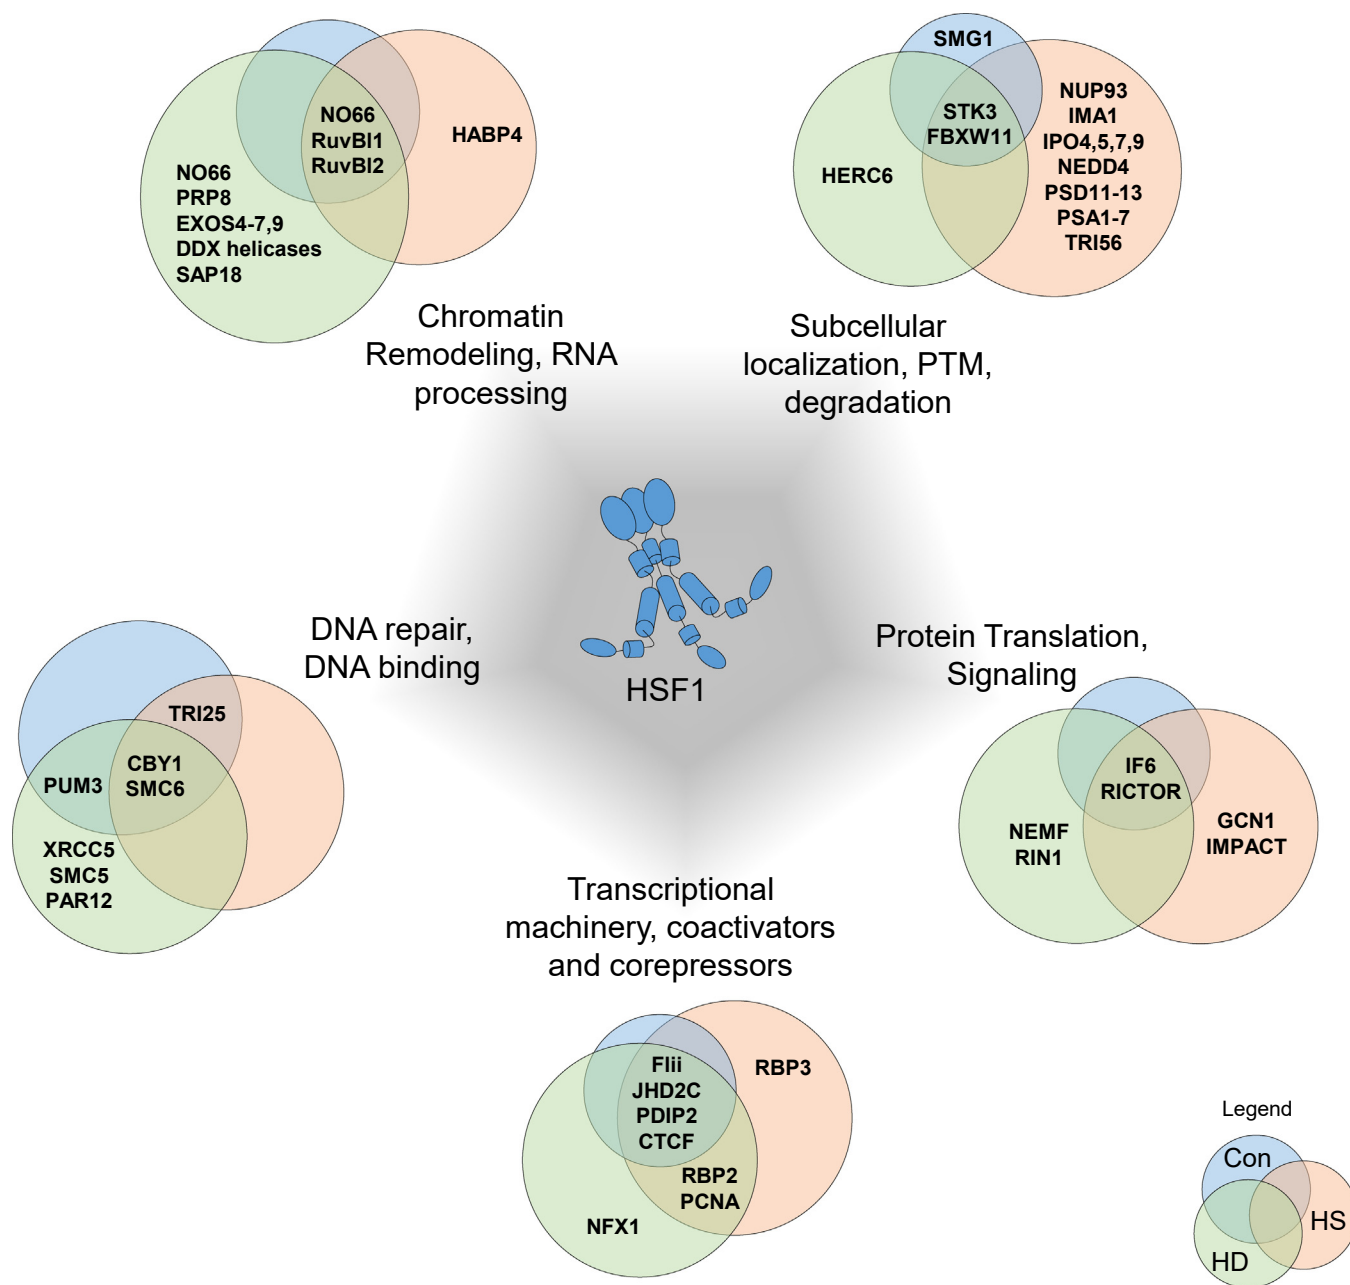 NO66
RuvBl1
RuvBl2
HABP4
NO66
PRP8
EXOS4-7,9
DDX helicases
SAP18
Chromatin
Remodeling, RNA
processing
SMG1
STK3
FBXW11
HERC6
NUP93
IMA1
IPO4,5,7,9
NEDD4
PSD11-13
PSA1-7
TRI56
Subcellular
localization, PTM,
degradation
HSF1
DNA repair,
DNA binding
TRI25
CBY1
SMC6
PUM3
XRCC5
SMC5
PAR12
Protein Translation,
Signaling
IF6
RICTOR
NEMF
RIN1
GCN1
IMPACT
Transcriptional
machinery, coactivators
and corepressors
Flii
JHD2C
PDIP2
CTCF
RBP3
RBP2
PCNA
NFX1
Legend
Con
HS
HD